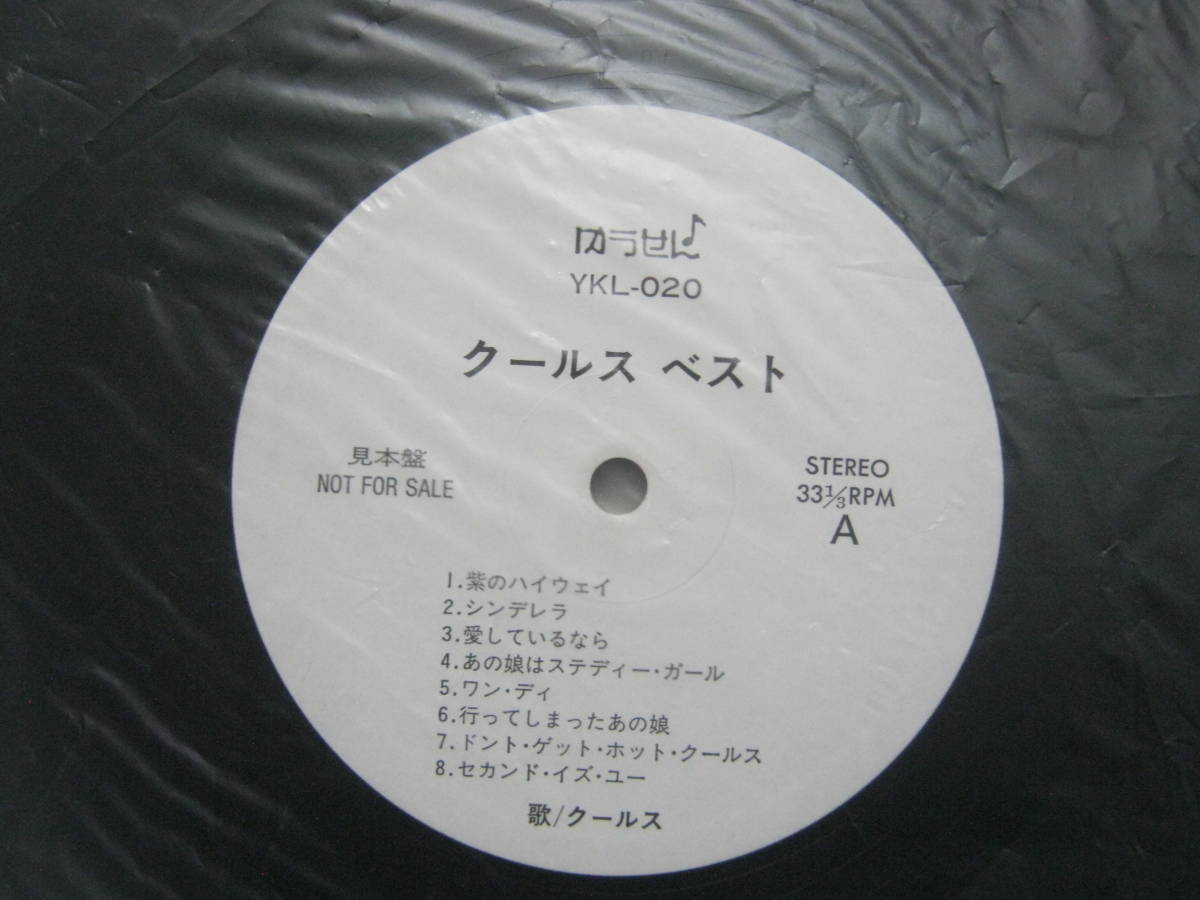 ゆうせん
YKL-020
クールス ベスト
見本盤
NOT FOR SALE
STEREO
33⅓RPM
A
1.紫のハイウェイ
2.シンデレラ
3.愛しているなら
4.あの娘はステディー・ガール
5.ワン・ディ
6.行ってしまったあの娘
7.ドント・ゲット・ホット・クールス
8.セカンド・イズ・ユー
歌/クールス